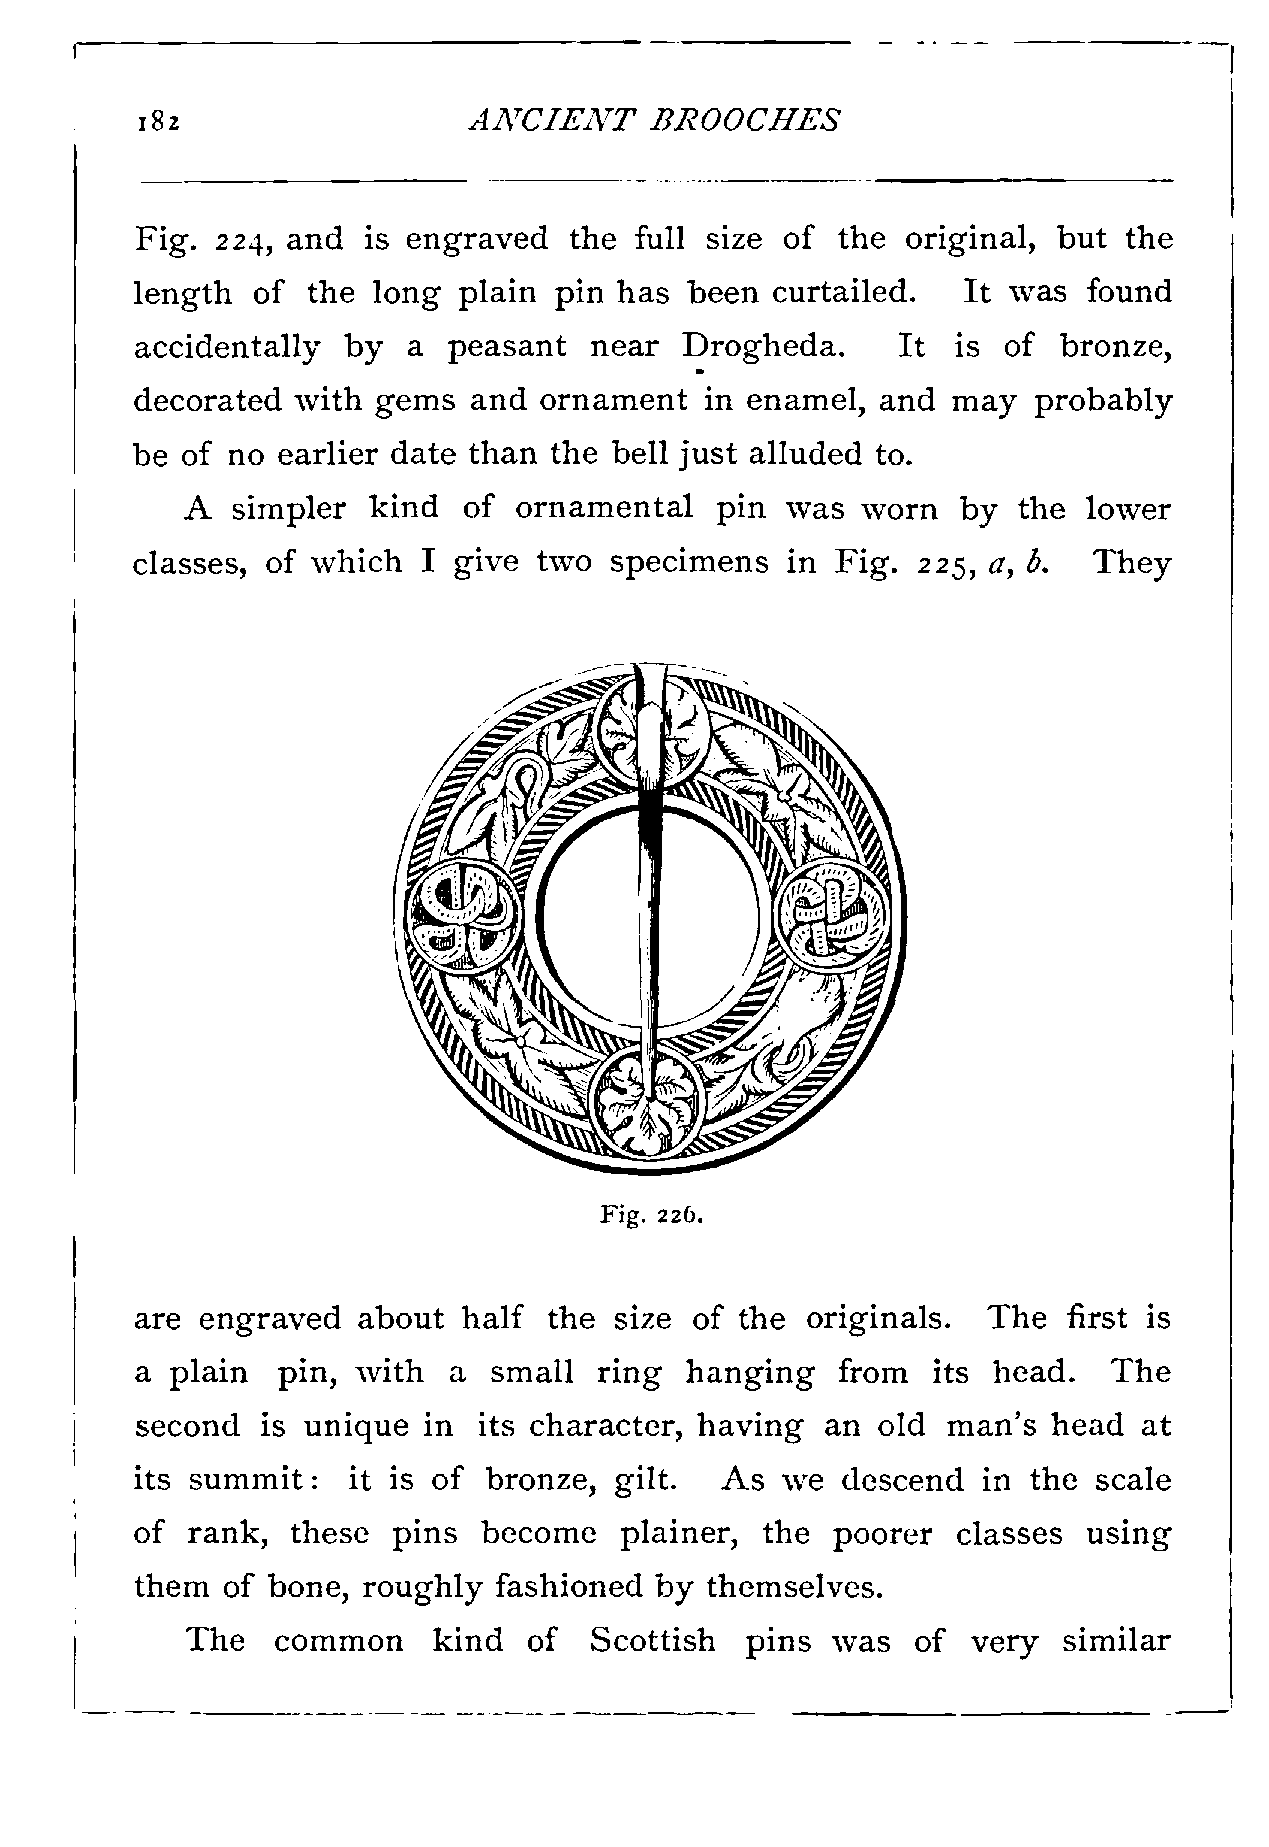 182 ANCIENT BROOCHES
Fig. 224, and is engraved the full size of the original, but the
length of the long plain pin has been curtailed. It was found
accidentally by a peasant near Drogheda. It is of bronze,
decorated with gems and ornament in enamel, and may probably
be of no earlier date than the bell just alluded to.
A simpler kind of ornamental pin was worn by the lower
classes, of which I give two specimens in Fig. 225, a, b. They
Fig. 226.
are engraved about half the size of the originals. The first is
a plain pin, with a small ring hanging from its head. The
second is unique in its character, having an old man's head at
its summit: it is of bronze, gilt. As we descend in the scale
of rank, these pins become plainer, the poorer classes using
them of bone, roughly fashioned by themselves.
The common kind of Scottish pins was of very similar